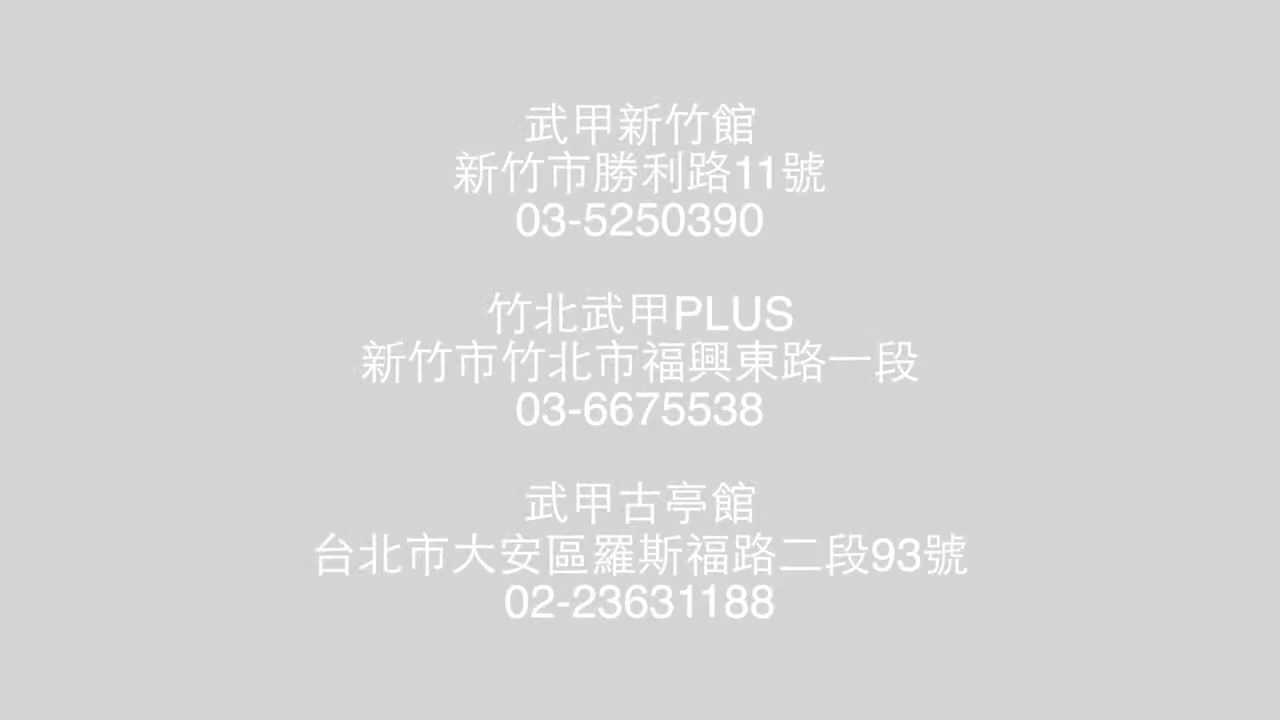 武甲新竹館
新竹市勝利路11號
03-5250390
竹北武甲PLUS
新竹市竹北市福興東路一段
03-6675538
武甲古亭館
台北市大安區羅斯福路二段93號
02-23631188